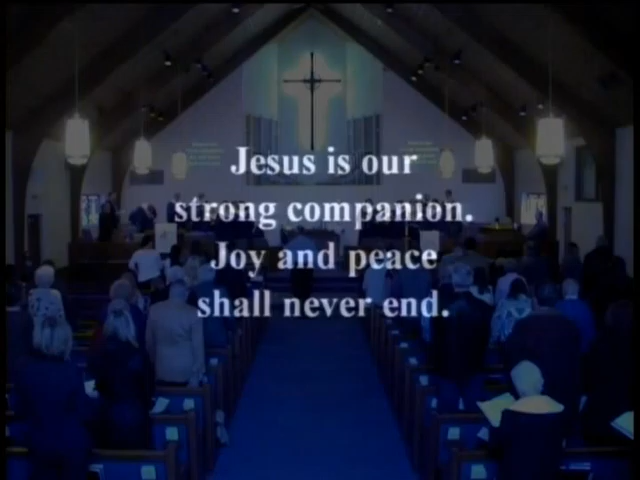 Jesus is our
strong companion.
Joy and peace
shall never end.